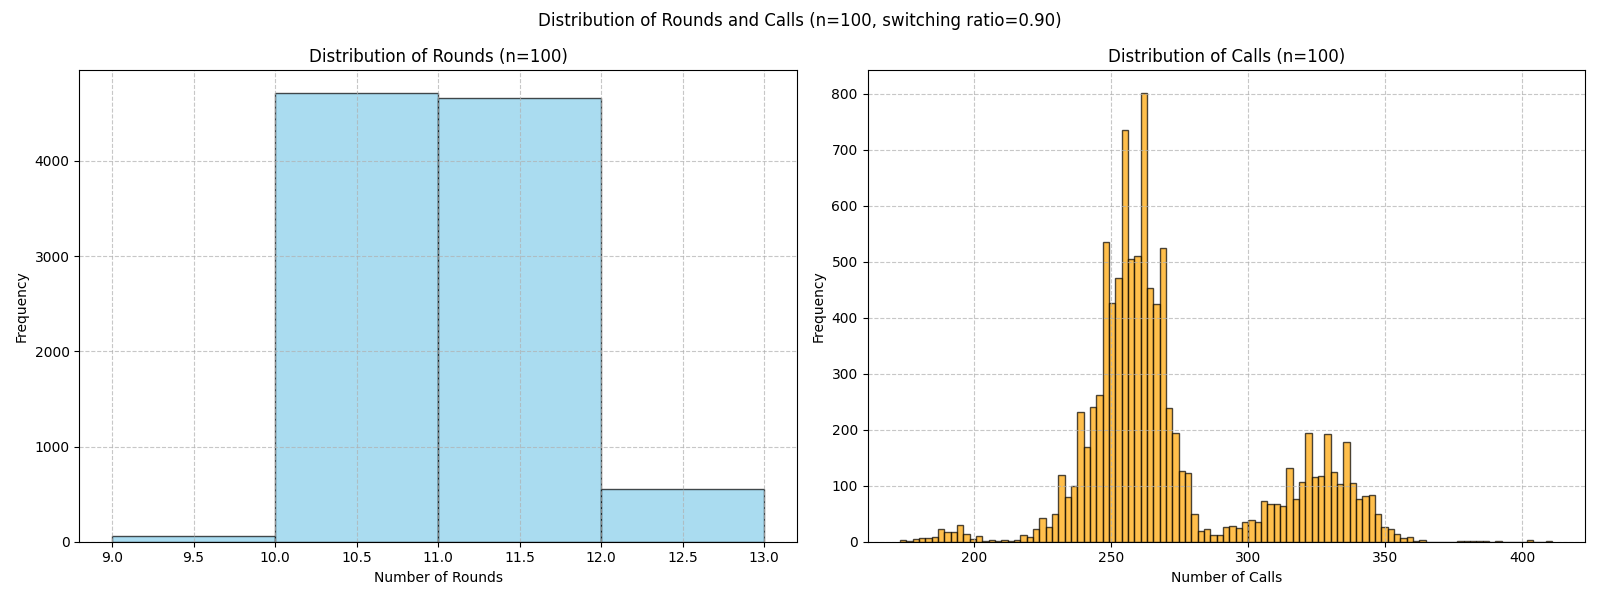 Distribution of Rounds and Calls (n=100, switching ratio=0.90)
Distribution of Rounds (n=100)
Frequency
4000
3000
2000
1000
0
9.0 9.5 10.0 10.5 11.0 11.5 12.0 12.5 13.0
Number of Rounds
Distribution of Calls (n=100)
Frequency
800
700
600
500
400
300
200
100
0
200 250 300 350 400
Number of Calls